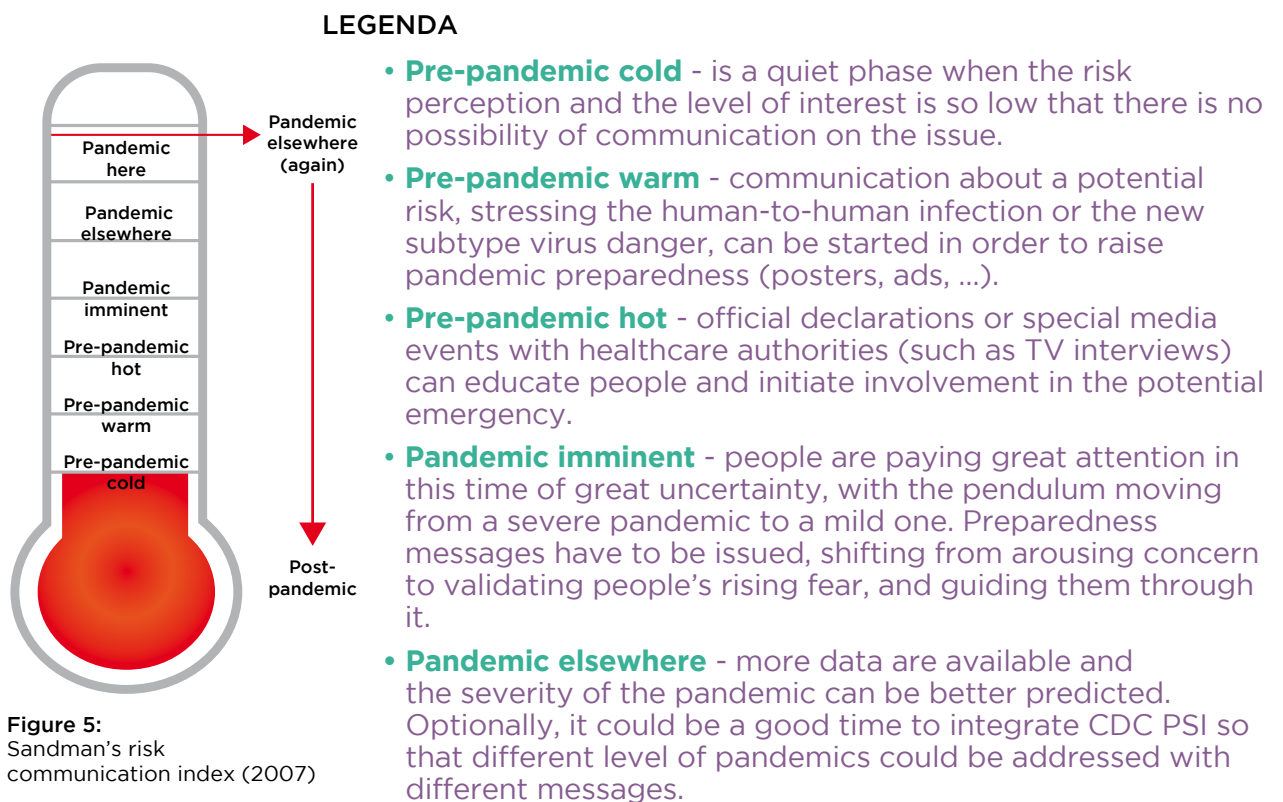 LEGENDA
Pandemic
here
Pandemic
elsewhere
Pandemic
imminent
Pre-pandemic
hot
Pre-pandemic
warm
Pre-pandemic
cold
Pandemic
elsewhere
(again)
Post-
pandemic
Figure 5:
Sandman's risk
communication index (2007)
• Pre-pandemic cold - is a quiet phase when the risk
perception and the level of interest is so low that there is no
possibility of communication on the issue.
• Pre-pandemic warm - communication about a potential
risk, stressing the human-to-human infection or the new
subtype virus danger, can be started in order to raise
pandemic preparedness (posters, ads, ...).
• Pre-pandemic hot - official declarations or special media
events with healthcare authorities (such as TV interviews)
can educate people and initiate involvement in the potential
emergency.
• Pandemic imminent - people are paying great attention in
this time of great uncertainty, with the pendulum moving
from a severe pandemic to a mild one. Preparedness
messages have to be issued, shifting from arousing concern
to validating people's rising fear, and guiding them through
it.
• Pandemic elsewhere - more data are available and
the severity of the pandemic can be better predicted.
Optionally, it could be a good time to integrate CDC PSI so
that different level of pandemics could be addressed with
different messages.